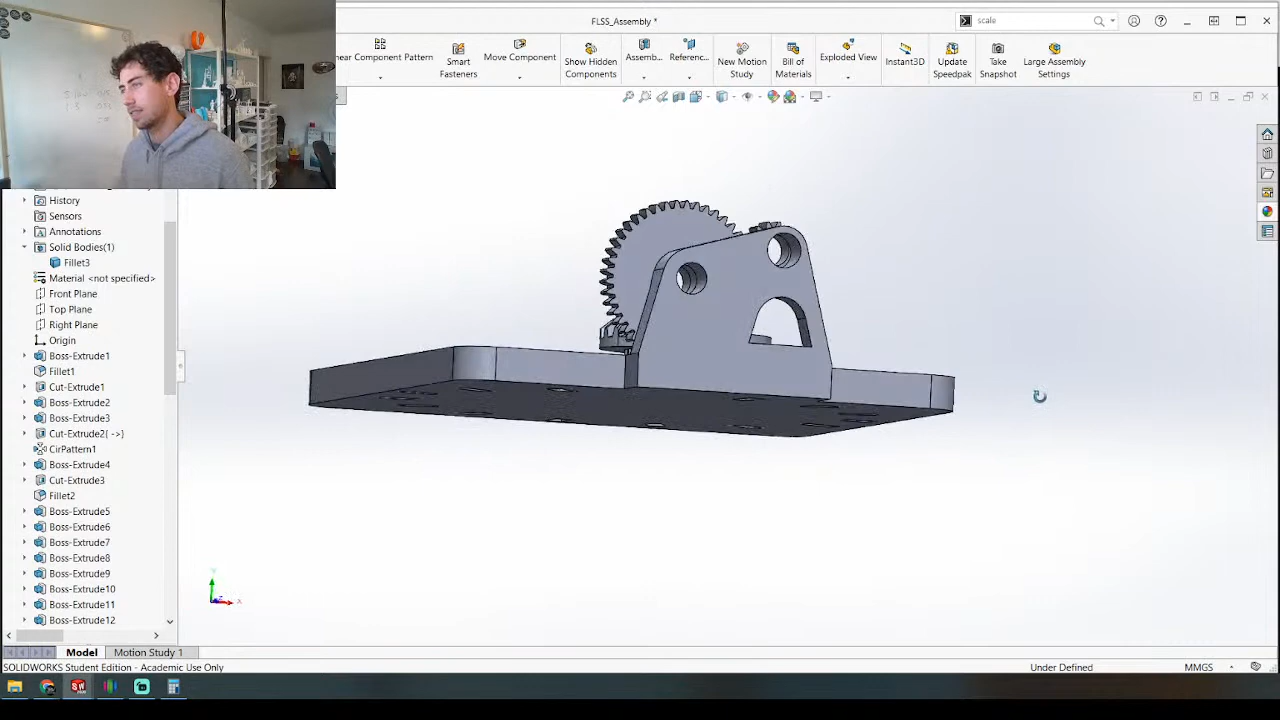 FLSS_Assembly *
scale
near Component Pattern
Smart Fasteners
Move Component
Show Hidden Components
Assemb...
Referenc...
New Motion Study
Bill of Materials
Exploded View
Instant3D
Update Speedpak
Take Snapshot
Large Assembly Settings
History
Sensors
Annotations
Solid Bodies(1)
Fillet3
Material <not specified>
Front Plane
Top Plane
Right Plane
Origin
Boss-Extrude1
Fillet1
Cut-Extrude1
Boss-Extrude2
Boss-Extrude3
Cut-Extrude2{ ->}
CirPattern1
Boss-Extrude4
Cut-Extrude3
Fillet2
Boss-Extrude5
Boss-Extrude6
Boss-Extrude7
Boss-Extrude8
Boss-Extrude9
Boss-Extrude10
Boss-Extrude11
Boss-Extrude12
Model
Motion Study 1
SOLIDWORKS Student Edition - Academic Use Only
Under Defined
MMGS